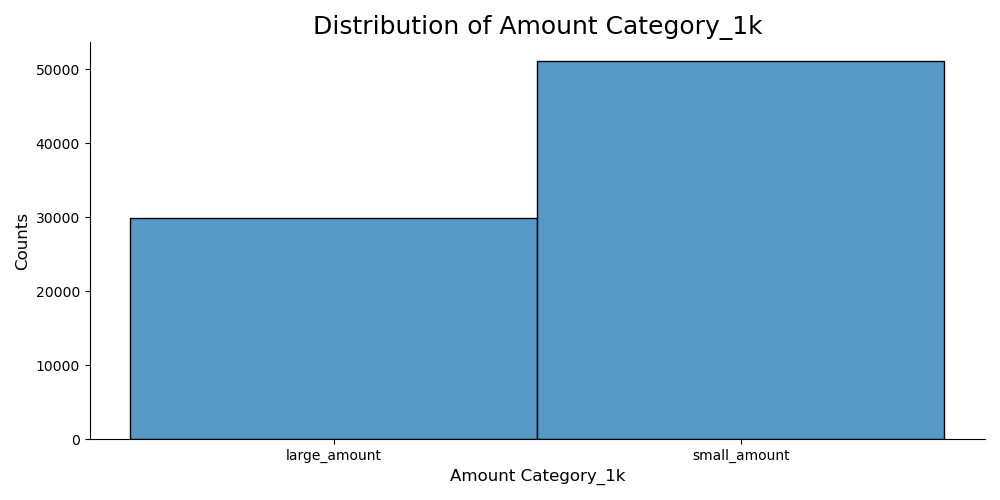 Distribution of Amount Category_1k
50000
40000
30000
20000
10000
0
Counts
large_amount
small_amount
Amount Category_1k